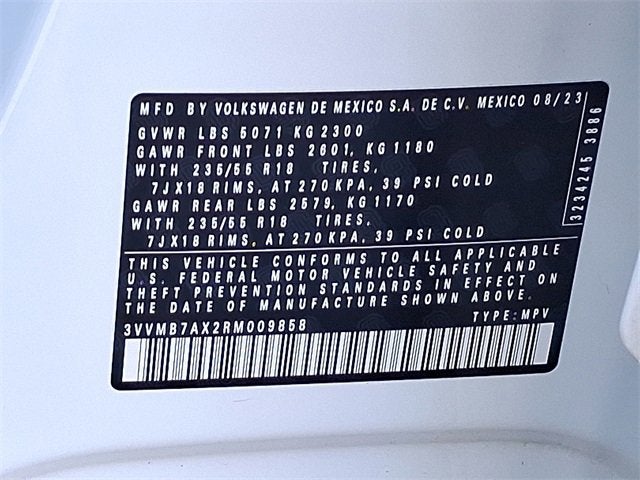 MFD BY VOLKSWAGEN DE MEXICO S.A. DE C.V. MEXICO 08/23
GVWR LBS 5071 KG 2300
GAWR FRONT LBS 2601, KG 1180
WITH 235/55 R18 TIRES,
7JX18 RIMS, AT 270 KPA, 39 PSI COLD
GAWR REAR LBS 2579, KG 1170
WITH 235/55 R18 TIRES,
7JX18 RIMS, AT 270 KPA, 39 PSI COLD
3234245 3886
THIS VEHICLE CONFORMS TO ALL APPLICABLE
U.S. FEDERAL MOTOR VEHICLE SAFETY AND
THEFT PREVENTION STANDARDS IN EFFECT ON
THE DATE OF MANUFACTURE SHOWN ABOVE.
3VVMB7AX2RM009858 TYPE: MPV